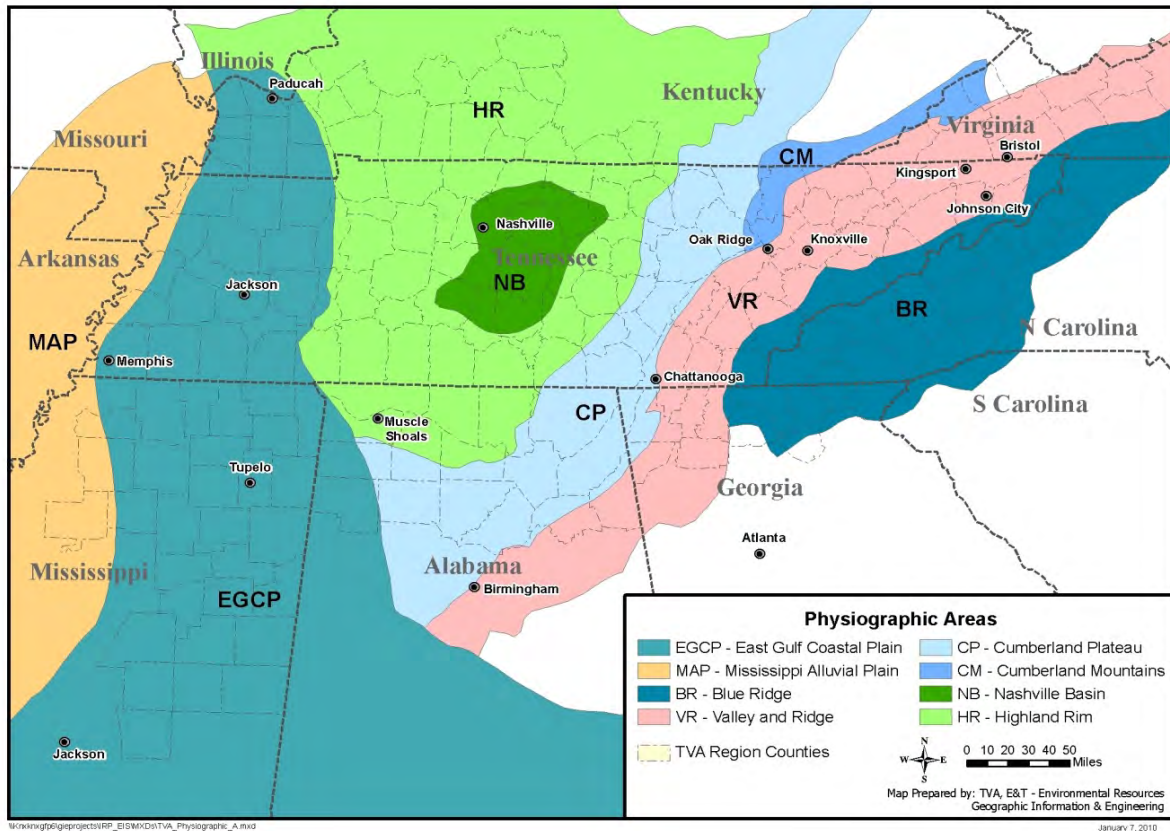 Illinois
Paducah
Kentucky
HR
Missouri
Virginia
Bristol
CM
Kingsport
Johnson City
Nashville
Tennessee
NB
Oak Ridge
Knoxville
Arkansas
Jackson
VR
BR
MAP
Memphis
N Carolina
Chattanooga
CP
S Carolina
Muscle
Shoals
Tupelo
Georgia
Atlanta
Mississippi
Alabama
Birmingham
EGCP
Jackson
Physiographic Areas
EGCP - East Gulf Coastal Plain
MAP - Mississippi Alluvial Plain
BR - Blue Ridge
VR - Valley and Ridge
TVA Region Counties
CP - Cumberland Plateau
CM - Cumberland Mountains
NB - Nashville Basin
HR - Highland Rim
N
W E
S
0 10 20 30 40 50
Miles
Map Prepared by: TVA, E&T - Environmental Resources
Geographic Information & Engineering
January 7, 2010